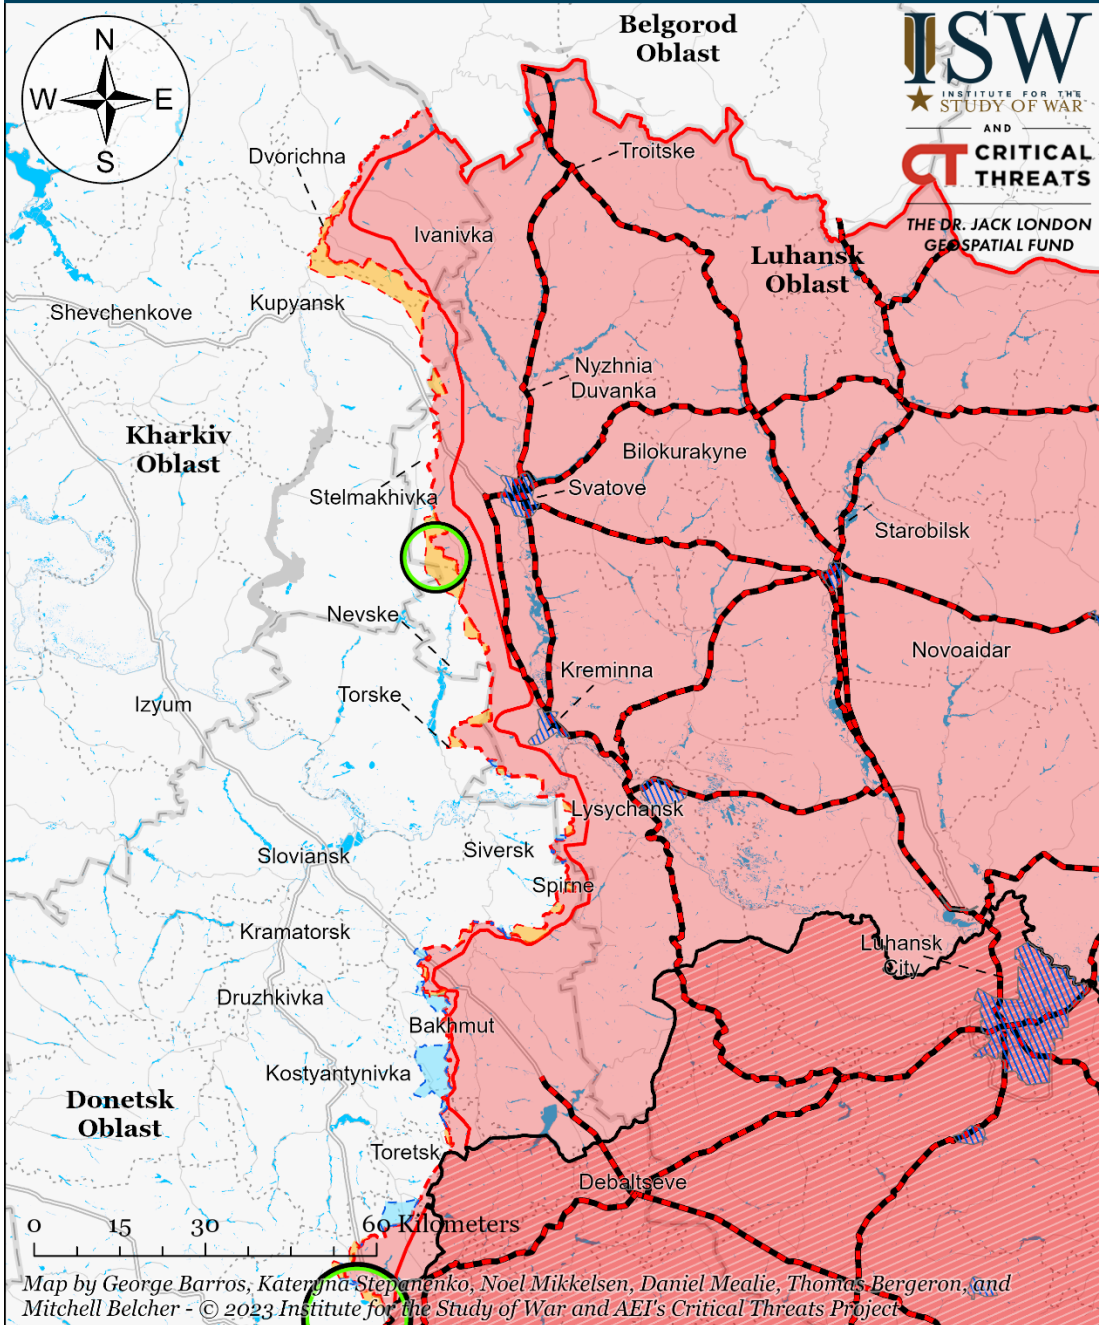 N
W E
S
Belgorod
Oblast
ISW
INSTITUTE FOR THE
STUDY OF WAR
AND
CT CRITICAL
THREATS
THE DR. JACK LONDON
GEOSPATIAL FUND
Dvorichna
Troitske
Ivanivka
Luhansk
Oblast
Kupyansk
Shevchenkove
Nyzhnia
Duvanka
Kharkiv
Oblast
Bilokurakyne
Stelmakhivka
Svatove
Starobilsk
Nevske
Novoaidar
Kreminna
Torske
Izyum
Lysychansk
Siversk
Sloviansk
Spirne
Kramatorsk
Luhansk
City
Druzhkivka
Bakhmut
Kostyantynivka
Donetsk
Oblast
Toretsk
Debaltseve
0 15 30 60 Kilometers
Map by George Barros, Kateryna Stepanenko, Noel Mikkelsen, Daniel Mealie, Thomas Bergeron, and
Mitchell Belcher - © 2023 Institute for the Study of War and AEI's Critical Threats Project